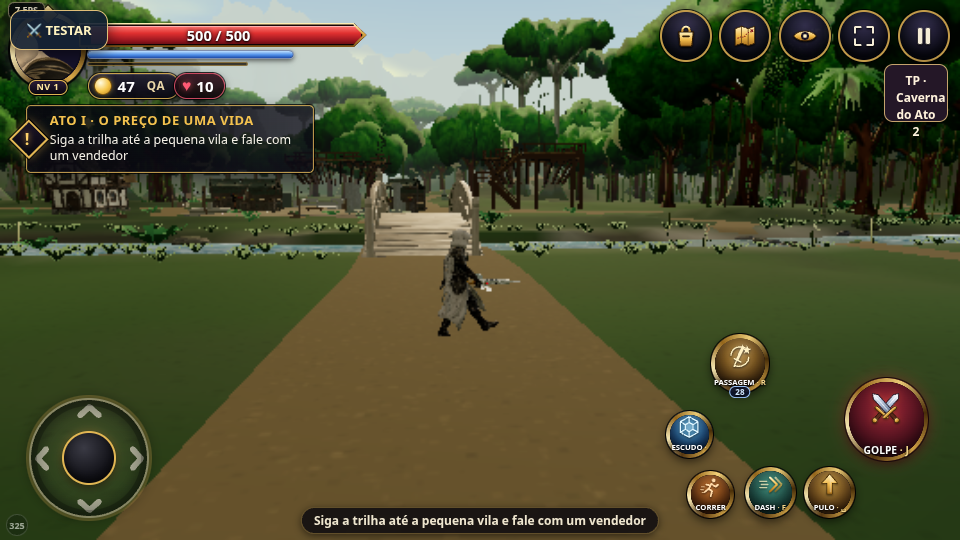 7 FPS
TESTAR
500 / 500
NV 1
47
QA
10
ATO I · O PREÇO DE UMA VIDA
Siga a trilha até a pequena vila e fale com
um vendedor
TP ·
Caverna
do Ato
2
PASSAGEM · R
28
ESCUDO
GOLPE · J
CORRER
DASH · F
PULO ·
Siga a trilha até a pequena vila e fale com um vendedor
325